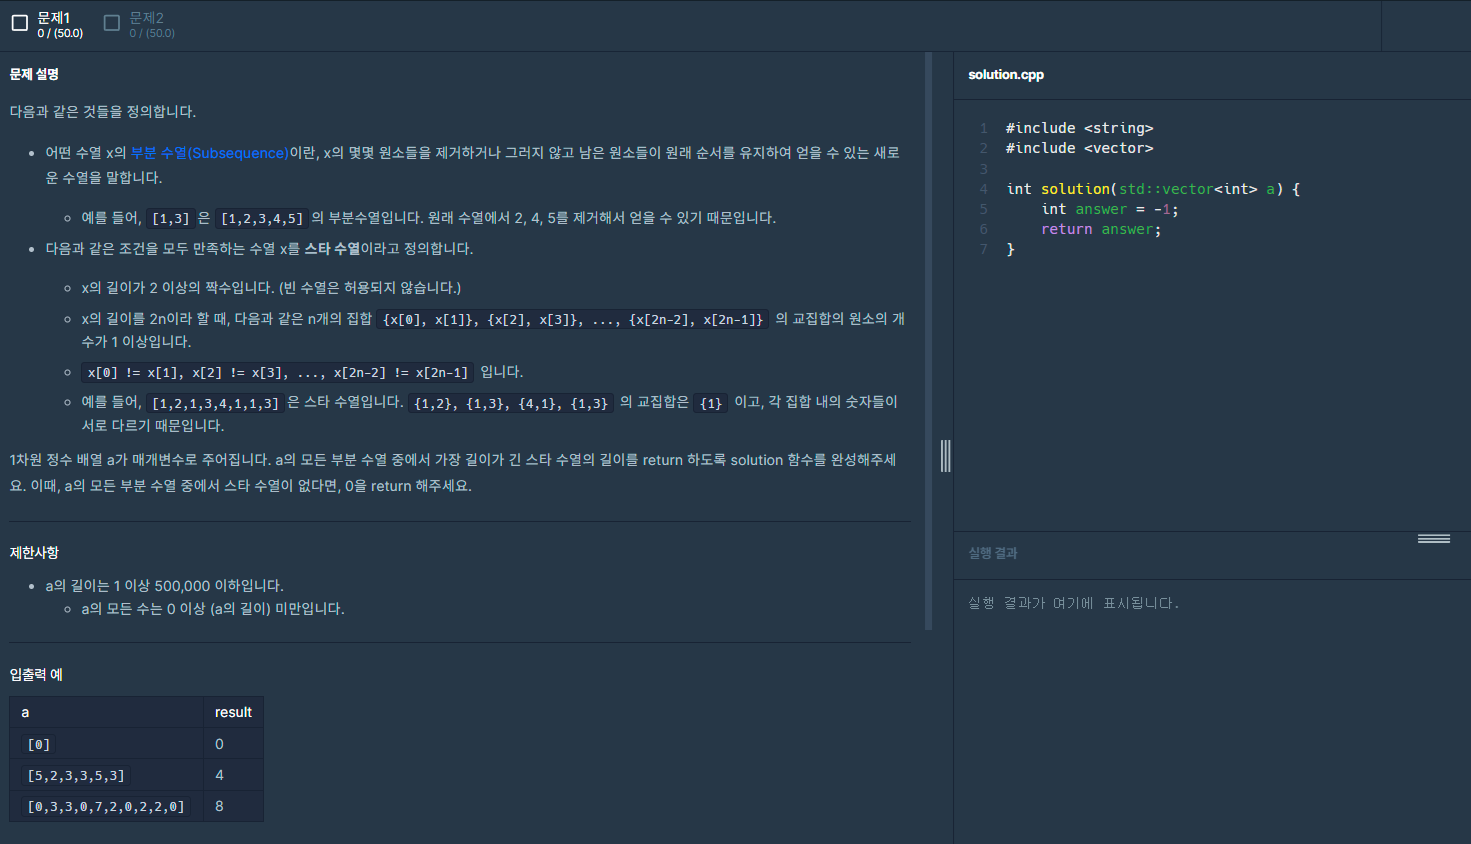 문제1
0 / (50.0)
문제2
0 / (50.0)
문제 설명
다음과 같은 것들을 정의합니다.
어떤 수열 x의 부분 수열(Subsequence)이란, x의 몇몇 원소들을 제거하거나 그러지 않고 남은 원소들이 원래 순서를 유지하여 얻을 수 있는 새로
운 수열을 말합니다.
예를 들어, [1,3] 은 [1,2,3,4,5] 의 부분수열입니다. 원래 수열에서 2, 4, 5를 제거해서 얻을 수 있기 때문입니다.
다음과 같은 조건을 모두 만족하는 수열 x를 스타 수열이라고 정의합니다.
x의 길이가 2 이상의 짝수입니다. (빈 수열은 허용되지 않습니다.)
x의 길이를 2n이라 할 때, 다음과 같은 n개의 집합 {x[0], x[1]}, {x[2], x[3]}, ..., {x[2n-2], x[2n-1]} 의 교집합의 원소의 개
수가 1 이상입니다.
x[0] != x[1], x[2] != x[3], ..., x[2n-2] != x[2n-1] 입니다.
예를 들어, [1,2,1,3,4,1,1,3] 은 스타 수열입니다. {1,2}, {1,3}, {4,1}, {1,3} 의 교집합은 {1} 이고, 각 집합 내의 숫자들이
서로 다르기 때문입니다.
1차원 정수 배열 a가 매개변수로 주어집니다. a의 모든 부분 수열 중에서 가장 길이가 긴 스타 수열의 길이를 return 하도록 solution 함수를 완성해주세
요. 이때, a의 모든 부분 수열 중에서 스타 수열이 없다면, 0을 return 해주세요.
제한사항
a의 길이는 1 이상 500,000 이하입니다.
a의 모든 수는 0 이상 (a의 길이) 미만입니다.
입출력 예
a result
[0] 0
[5,2,3,3,5,3] 4
[0,3,3,0,7,2,0,2,2,0] 8
solution.cpp
1 #include <string>
2 #include <vector>
3
4 int solution(std::vector<int> a) {
5     int answer = -1;
6     return answer;
7 }
실행 결과
실행 결과가 여기에 표시됩니다.